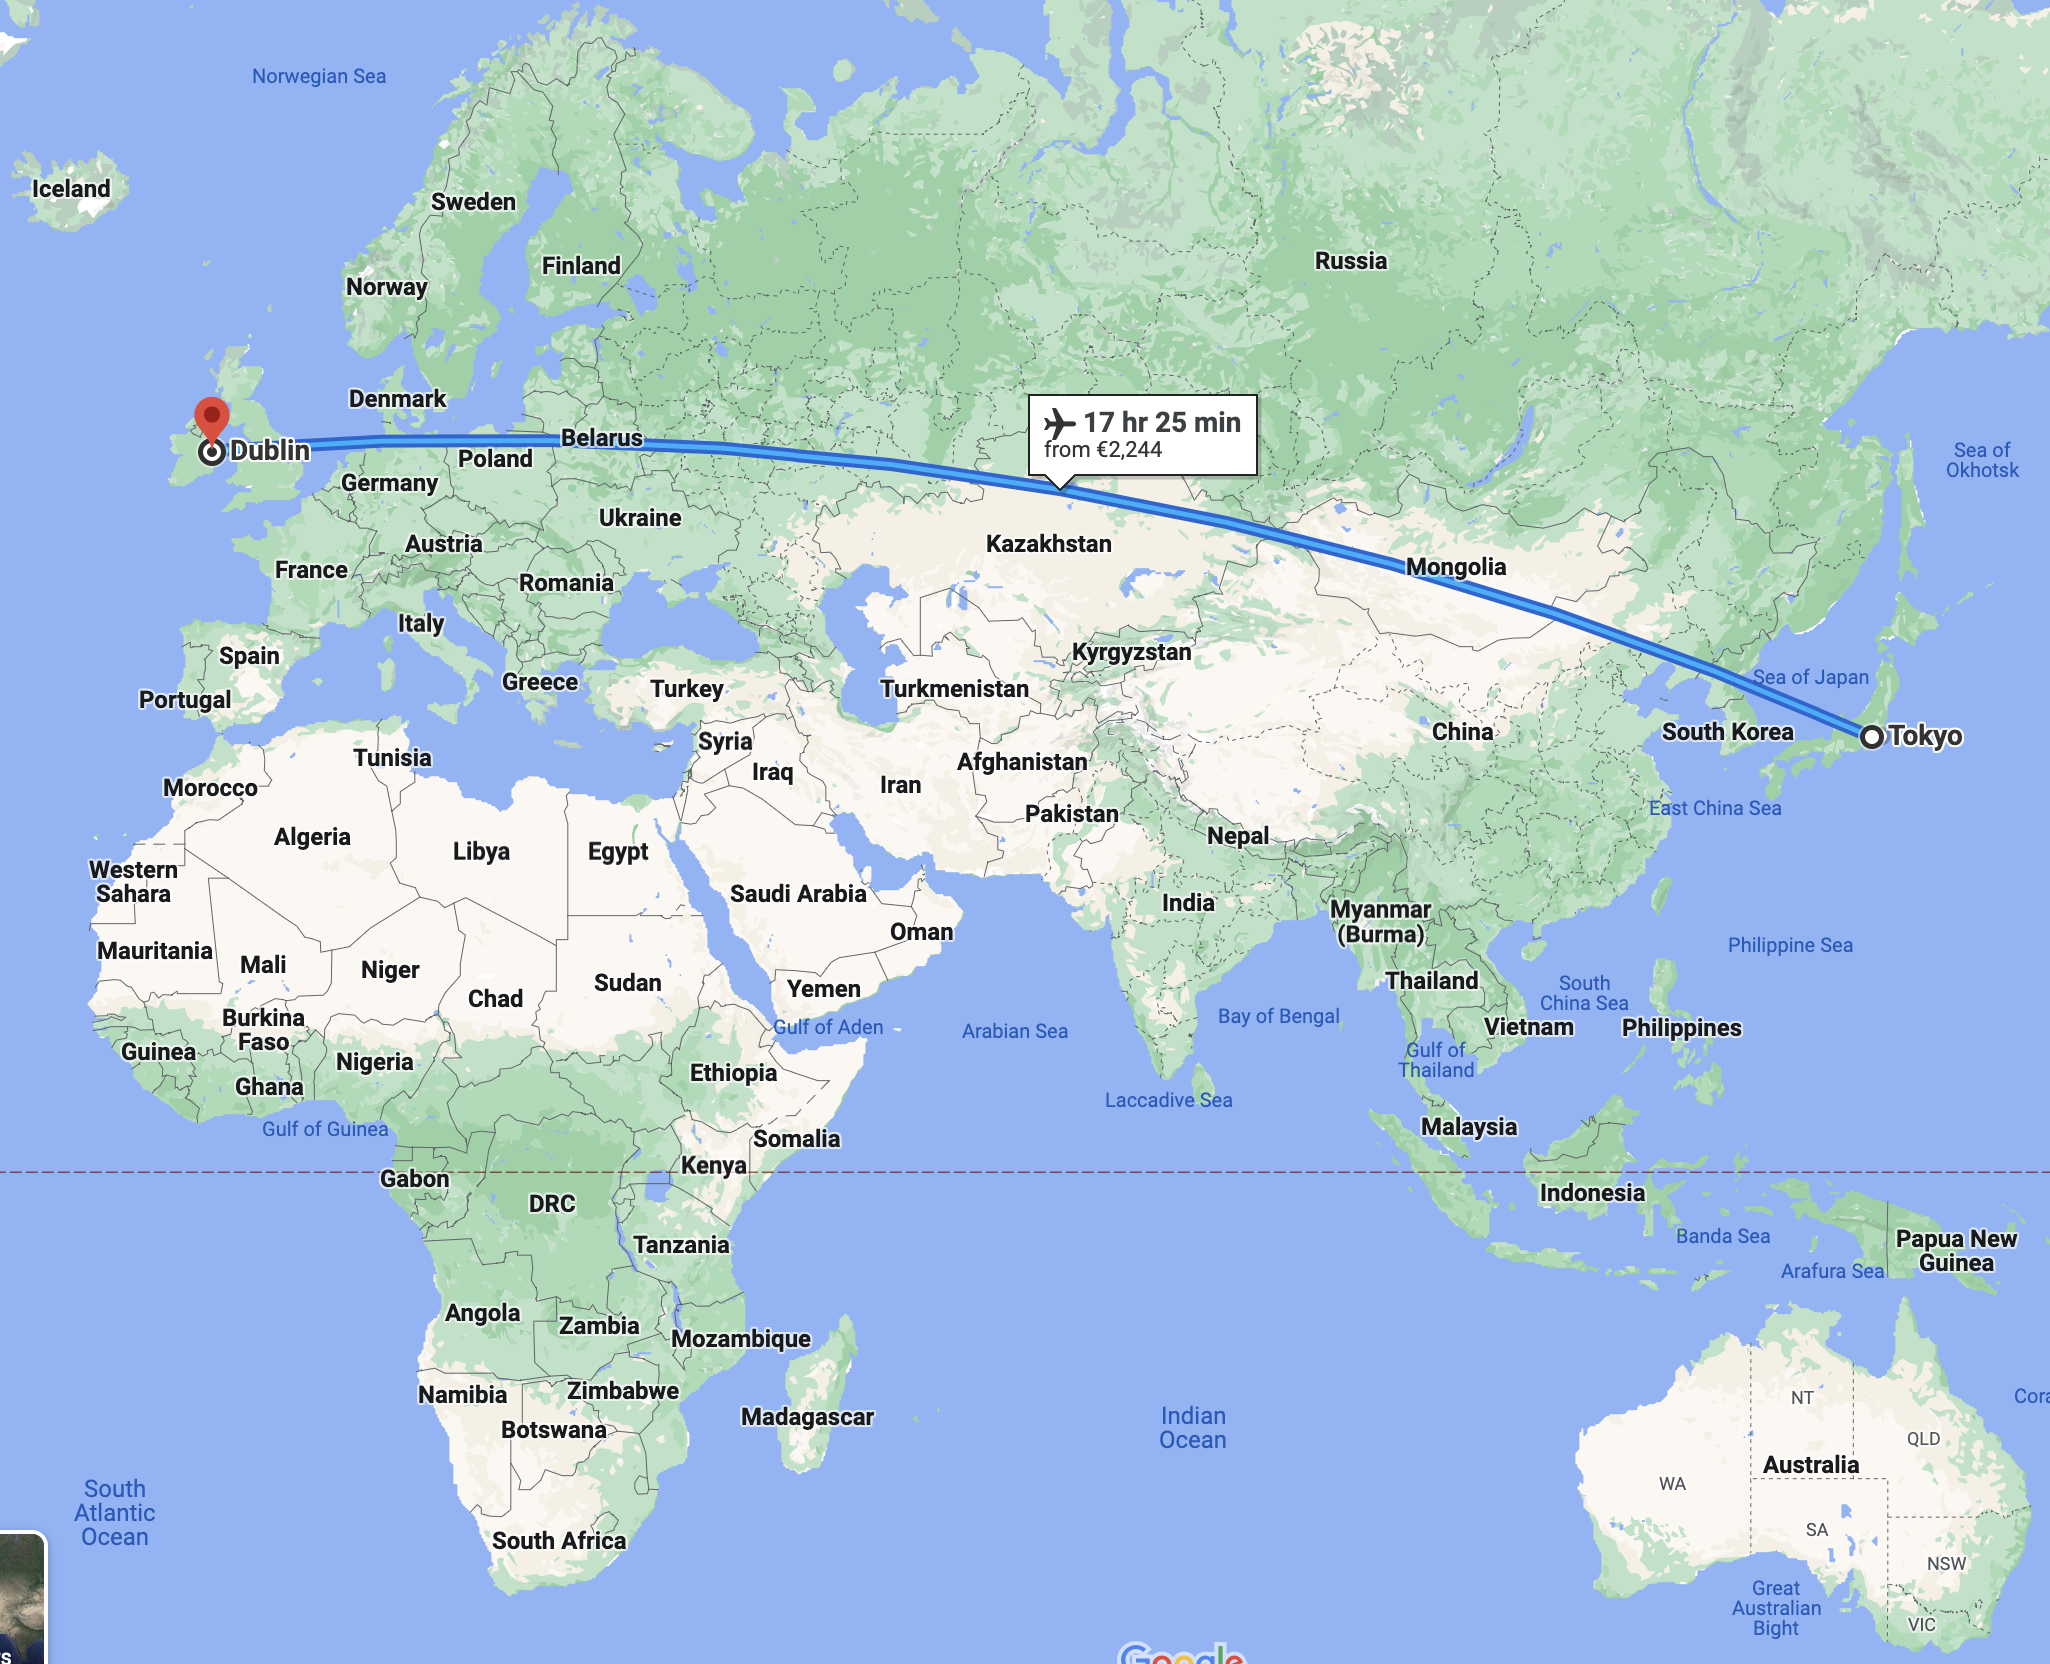 Norwegian Sea
Iceland
Sweden
Finland
Russia
Norway
Denmark
17 hr 25 min
from €2,244
Belarus
Dublin
Poland
Sea of
Okhotsk
Germany
Ukraine
Austria
Kazakhstan
France
Mongolia
Romania
Italy
Kyrgyzstan
Spain
Sea of Japan
Greece
Turkey
Turkmenistan
Portugal
China
South Korea
Tokyo
Syria
Tunisia
Afghanistan
Iraq
Iran
Morocco
East China Sea
Pakistan
Nepal
Algeria
Libya
Egypt
Western
Sahara
Saudi Arabia
India
Myanmar
(Burma)
Oman
Philippine Sea
Mauritania
Mali
Niger
Sudan
Thailand
South
China Sea
Yemen
Chad
Burkina
Faso
Gulf of Aden
Arabian Sea
Bay of Bengal
Vietnam
Philippines
Guinea
Nigeria
Gulf of
Thailand
Ethiopia
Ghana
Laccadive Sea
Gulf of Guinea
Malaysia
Somalia
Kenya
Gabon
Indonesia
DRC
Tanzania
Banda Sea
Papua New
Guinea
Arafura Sea
Angola
Zambia
Mozambique
Namibia
Zimbabwe
NT
Cora
Madagascar
Indian
Ocean
Botswana
QLD
Australia
WA
South
Atlantic
Ocean
SA
South Africa
NSW
Great
Australian
Bight
VIC
Google
s